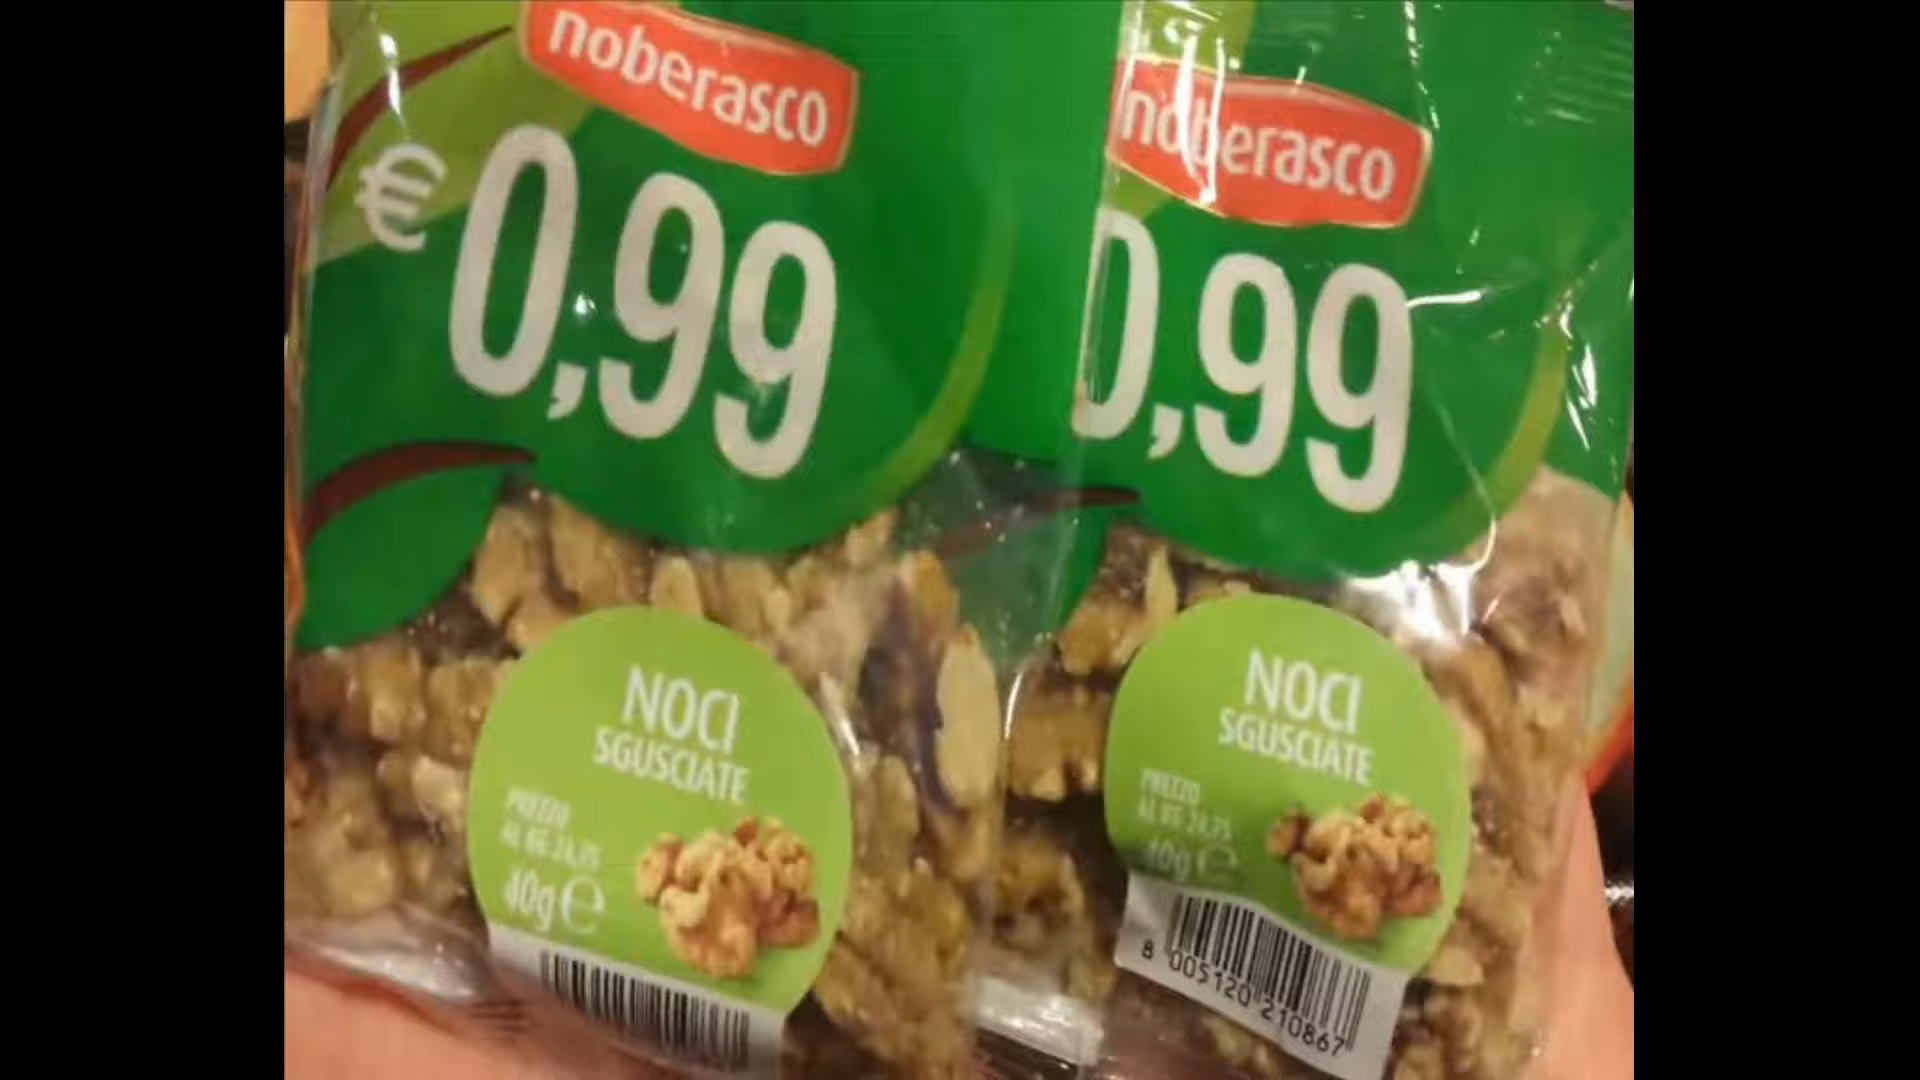 noberasco
€ 0,99
NOCI
SGUSCIATE
PREZZO
AL KG 24,75
40g e
noberasco
0,99
NOCI
SGUSCIATE
PREZZO
AL KG 24,75
40g e
8 005120 210867